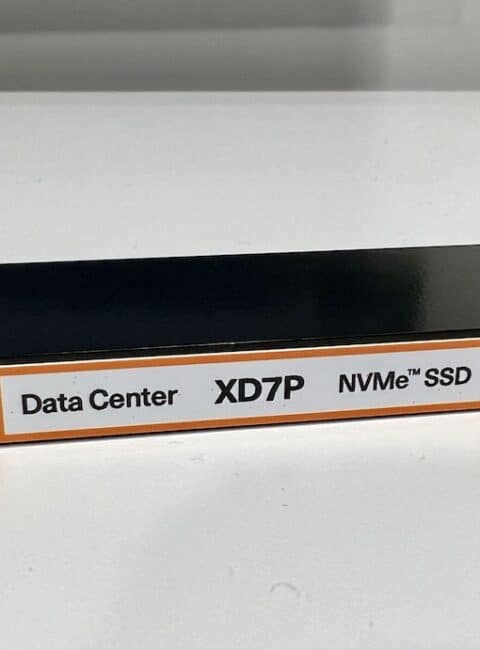 Data Center XD7P NVMe™ SSD